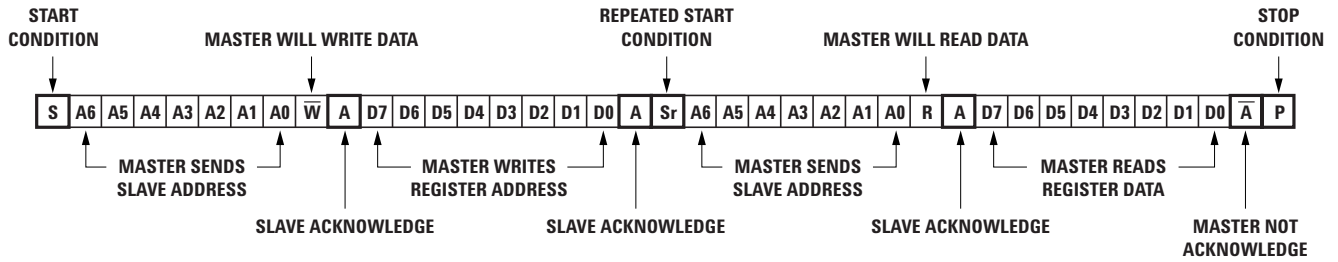 START
CONDITION
MASTER WILL WRITE DATA
REPEATED START
CONDITION
MASTER WILL READ DATA
STOP
CONDITION
S A6 A5 A4 A3 A2 A1 A0 W̅ A D7 D6 D5 D4 D3 D2 D1 D0 A Sr A6 A5 A4 A3 A2 A1 A0 R A D7 D6 D5 D4 D3 D2 D1 D0 A̅ P
MASTER SENDS
SLAVE ADDRESS
MASTER WRITES
REGISTER ADDRESS
MASTER SENDS
SLAVE ADDRESS
MASTER READS
REGISTER DATA
SLAVE ACKNOWLEDGE
SLAVE ACKNOWLEDGE
SLAVE ACKNOWLEDGE
MASTER NOT
ACKNOWLEDGE